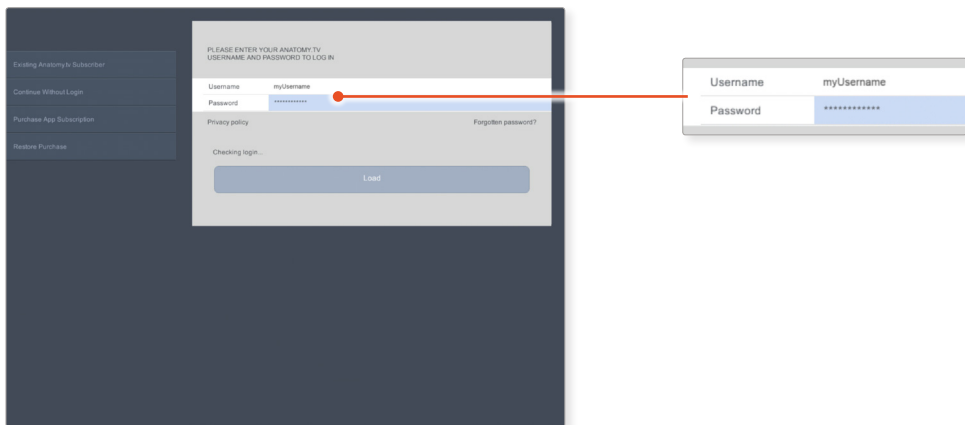 Existing Anatomy.tv Subscriber
Continue Without Login
Purchase App Subscription
Restore Purchase
PLEASE ENTER YOUR ANATOMY.TV
USERNAME AND PASSWORD TO LOG IN
Username myUsername
Password ************
Privacy policy Forgotten password?
Checking login...
Load
Username myUsername
Password ************